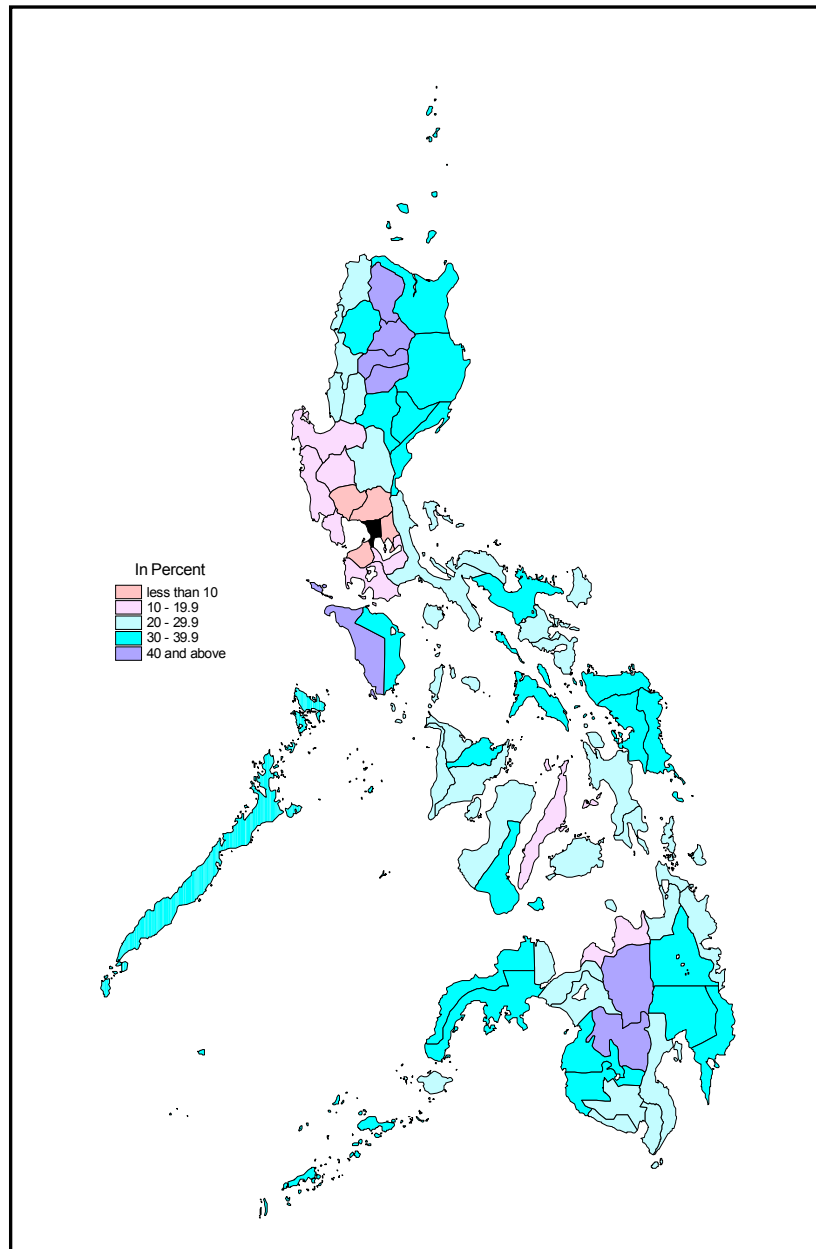 In Percent
less than 10
10 - 19.9
20 - 29.9
30 - 39.9
40 and above